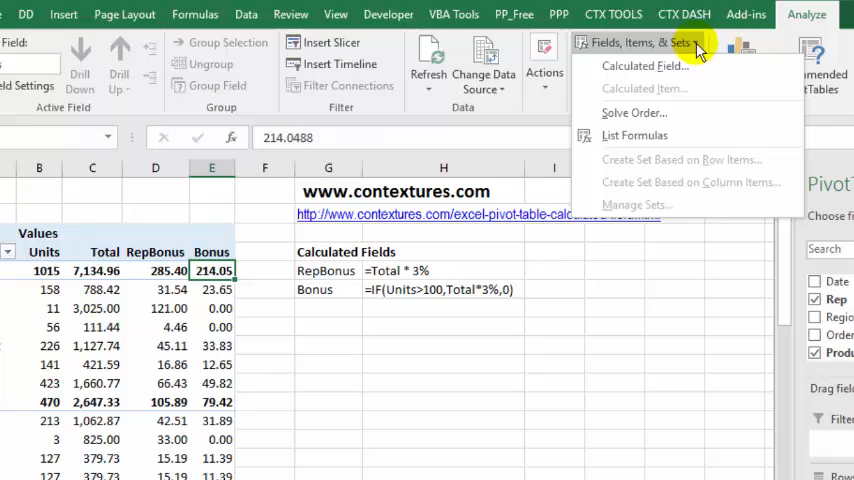 DD Insert Page Layout Formulas Data Review View Developer VBA Tools PP_Free PPP CTX TOOLS CTX DASH Add-ins Analyze
Field:
Field Settings
Drill Down
Drill Up
Active Field
Group Selection
Ungroup
Group Field
Group
Insert Slicer
Insert Timeline
Filter Connections
Filter
Refresh
Change Data Source
Data
Actions
Fields, Items, & Sets
Calculated Field...
Calculated Item...
Solve Order...
List Formulas
Create Set Based on Row Items...
Create Set Based on Column Items...
Manage Sets...
fx 214.0488
B C D E F G H I
www.contextures.com
http://www.contextures.com/excel-pivot-table-calculated-field.html
Values
Units Total RepBonus Bonus
1015 7,134.96 285.40 214.05
158 788.42 31.54 23.65
11 3,025.00 121.00 0.00
56 111.44 4.46 0.00
226 1,127.74 45.11 33.83
141 421.59 16.86 12.65
423 1,660.77 66.43 49.82
470 2,647.33 105.89 79.42
213 1,062.87 42.51 31.89
3 825.00 33.00 0.00
127 379.73 15.19 11.39
127 379.73 15.19 11.39
Calculated Fields
RepBonus =Total * 3%
Bonus =IF(Units>100,Total*3%,0)
PivotT
Choose fie
Search
Date
Rep
Regio
Order
Produ
Drag field
Filter
Rows